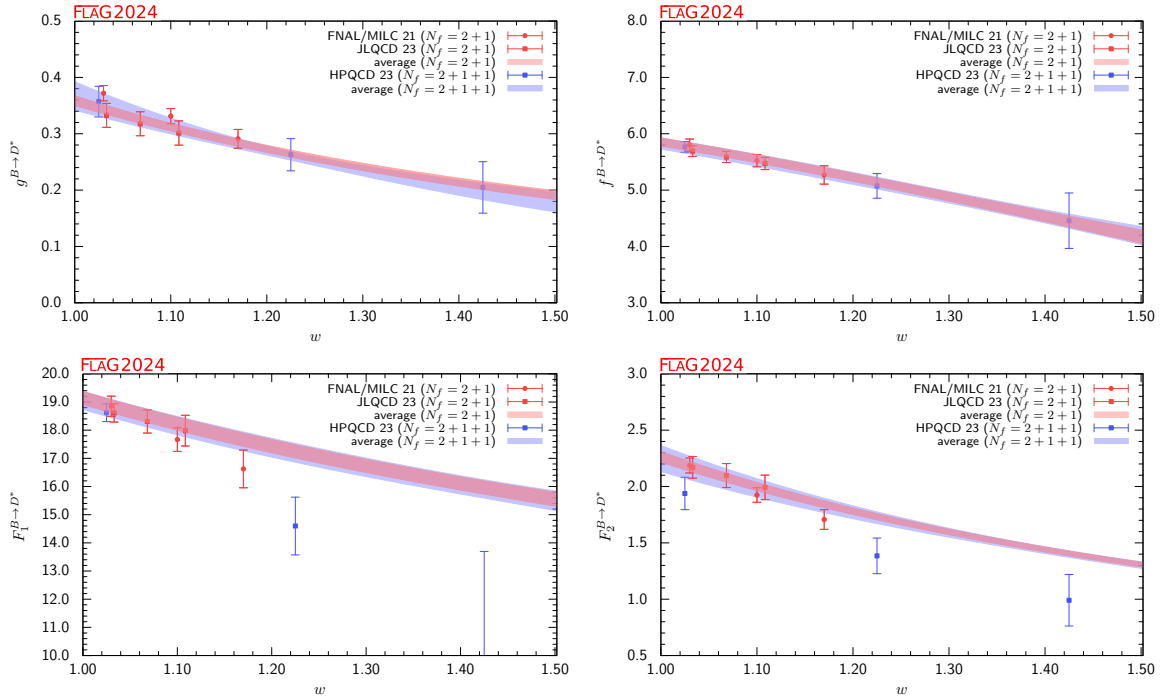 FLAG2024
FNAL/MILC 21 (N_f = 2 + 1)
JLQCD 23 (N_f = 2 + 1)
average (N_f = 2 + 1)
HPQCD 23 (N_f = 2 + 1 + 1)
average (N_f = 2 + 1 + 1)
g^{B→D*}
0.5
0.4
0.3
0.2
0.1
0.0
1.00 1.10 1.20 1.30 1.40 1.50
w
FLAG2024
FNAL/MILC 21 (N_f = 2 + 1)
JLQCD 23 (N_f = 2 + 1)
average (N_f = 2 + 1)
HPQCD 23 (N_f = 2 + 1 + 1)
average (N_f = 2 + 1 + 1)
f^{B→D*}
8.0
7.0
6.0
5.0
4.0
3.0
1.00 1.10 1.20 1.30 1.40 1.50
w
FLAG2024
FNAL/MILC 21 (N_f = 2 + 1)
JLQCD 23 (N_f = 2 + 1)
average (N_f = 2 + 1)
HPQCD 23 (N_f = 2 + 1 + 1)
average (N_f = 2 + 1 + 1)
F_1^{B→D*}
20.0
19.0
18.0
17.0
16.0
15.0
14.0
13.0
12.0
11.0
10.0
1.00 1.10 1.20 1.30 1.40 1.50
w
FLAG2024
FNAL/MILC 21 (N_f = 2 + 1)
JLQCD 23 (N_f = 2 + 1)
average (N_f = 2 + 1)
HPQCD 23 (N_f = 2 + 1 + 1)
average (N_f = 2 + 1 + 1)
F_2^{B→D*}
3.0
2.5
2.0
1.5
1.0
0.5
1.00 1.10 1.20 1.30 1.40 1.50
w